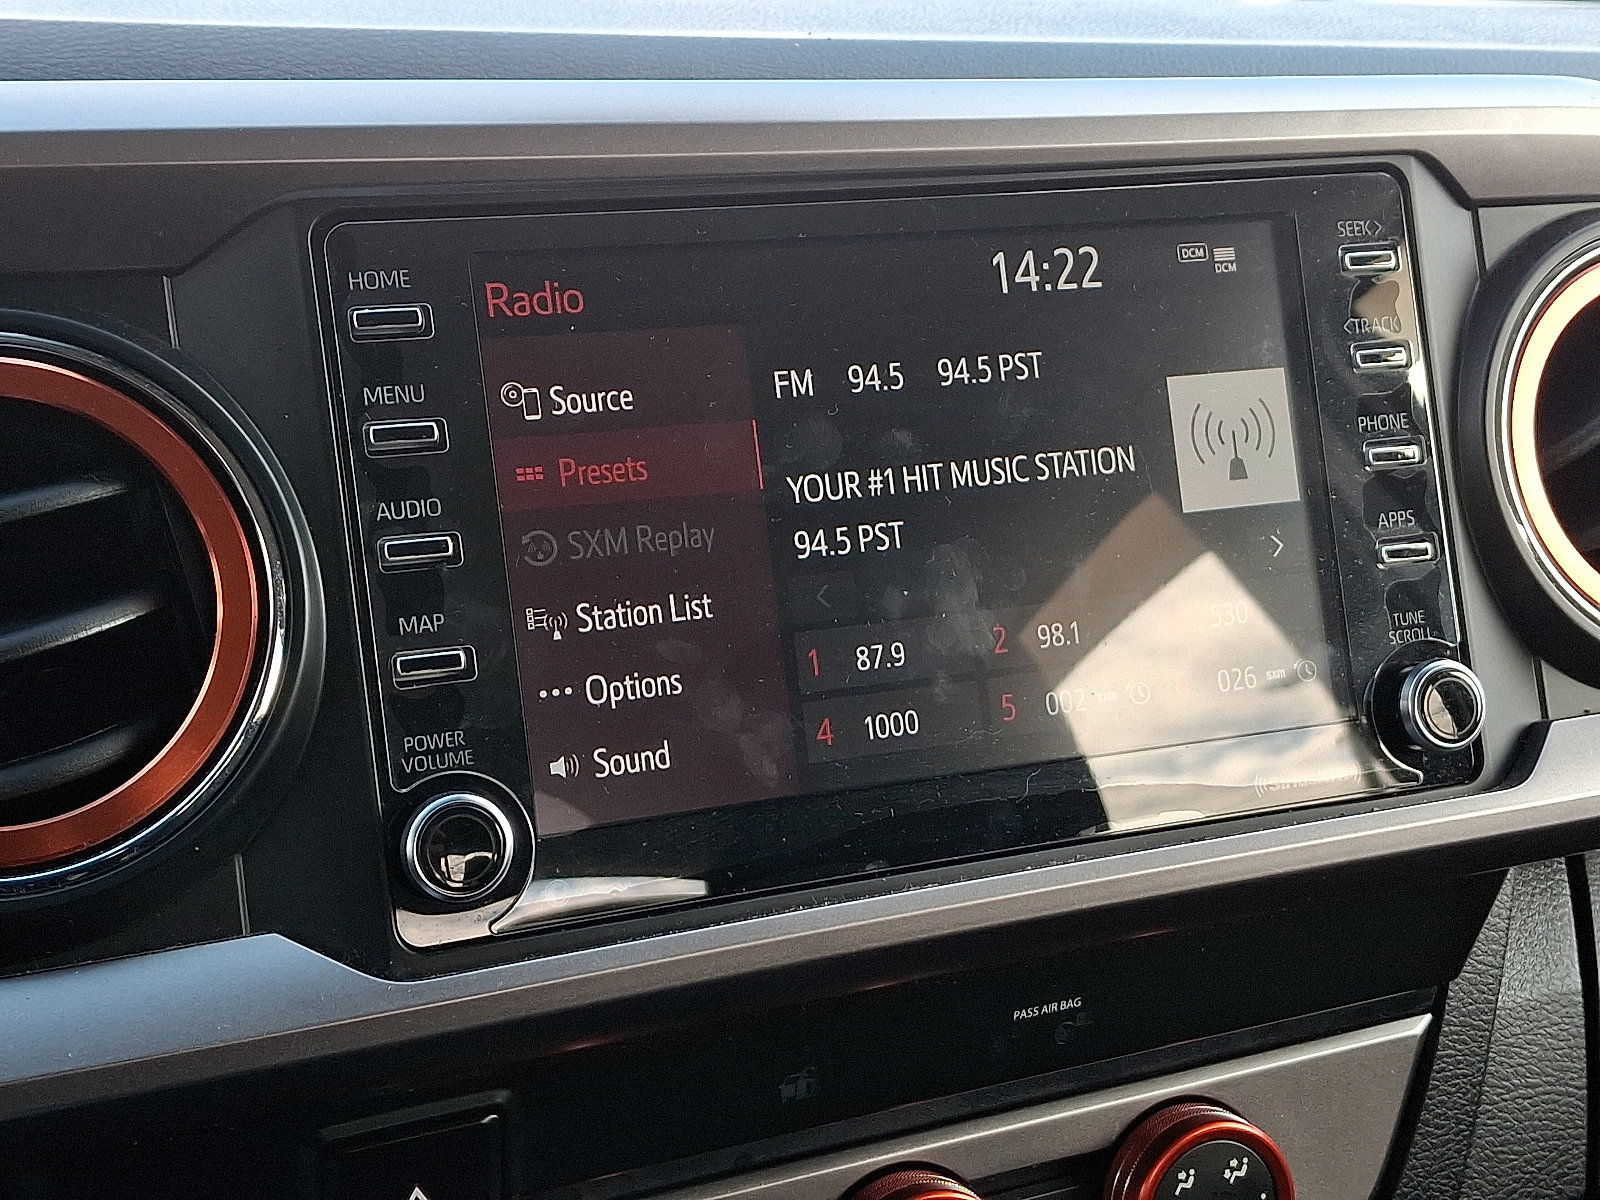 HOME
MENU
AUDIO
MAP
POWER
VOLUME
Radio
14:22
DCM
DCM
Source
Presets
SXM Replay
Station List
Options
Sound
FM 94.5 94.5 PST
YOUR #1 HIT MUSIC STATION
94.5 PST
1 87.9
2 98.1
530
4 1000
5 002 sxm
026 sxm
SEEK>
<TRACK
PHONE
APPS
TUNE
SCROLL
PASS AIR BAG